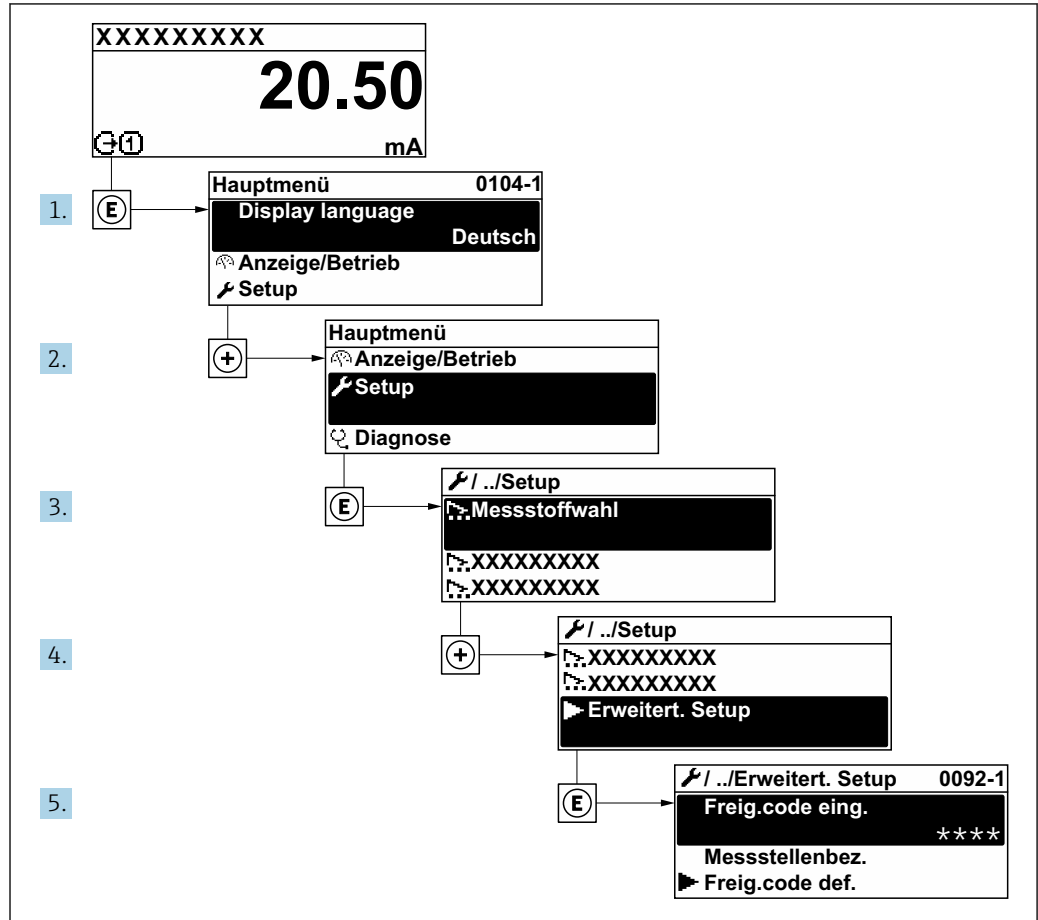 XXXXXXXXX
20.50
1 mA
1. E
Hauptmenü 0104-1
Display language
Deutsch
Anzeige/Betrieb
Setup
2. +
Hauptmenü
Anzeige/Betrieb
Setup
Diagnose
3. E
/ ../Setup
Messstoffwahl
XXXXXXXXX
XXXXXXXXX
4. +
/ ../Setup
XXXXXXXXX
XXXXXXXXX
Erweitert. Setup
5. E
/ ../Erweitert. Setup 0092-1
Freig.code eing.
****
Messstellenbez.
Freig.code def.